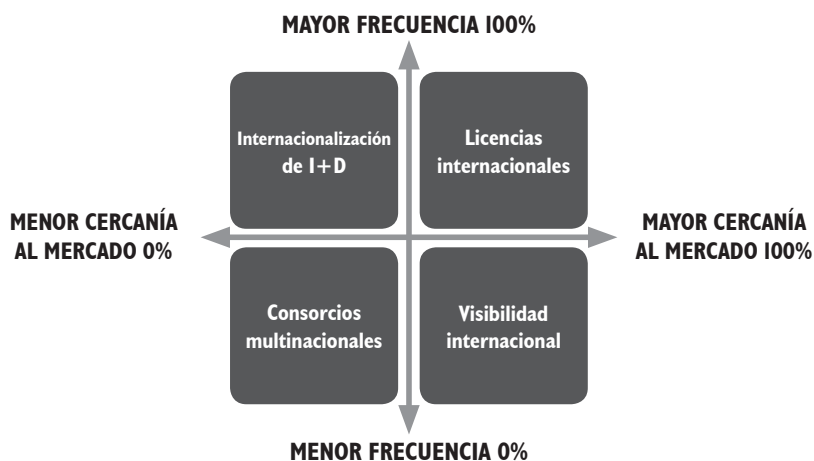 MAYOR FRECUENCIA 100%
Internacionalización
de I+D
Licencias
internacionales
MENOR CERCANÍA
AL MERCADO 0%
MAYOR CERCANÍA
AL MERCADO 100%
Consorcios
multinacionales
Visibilidad
internacional
MENOR FRECUENCIA 0%